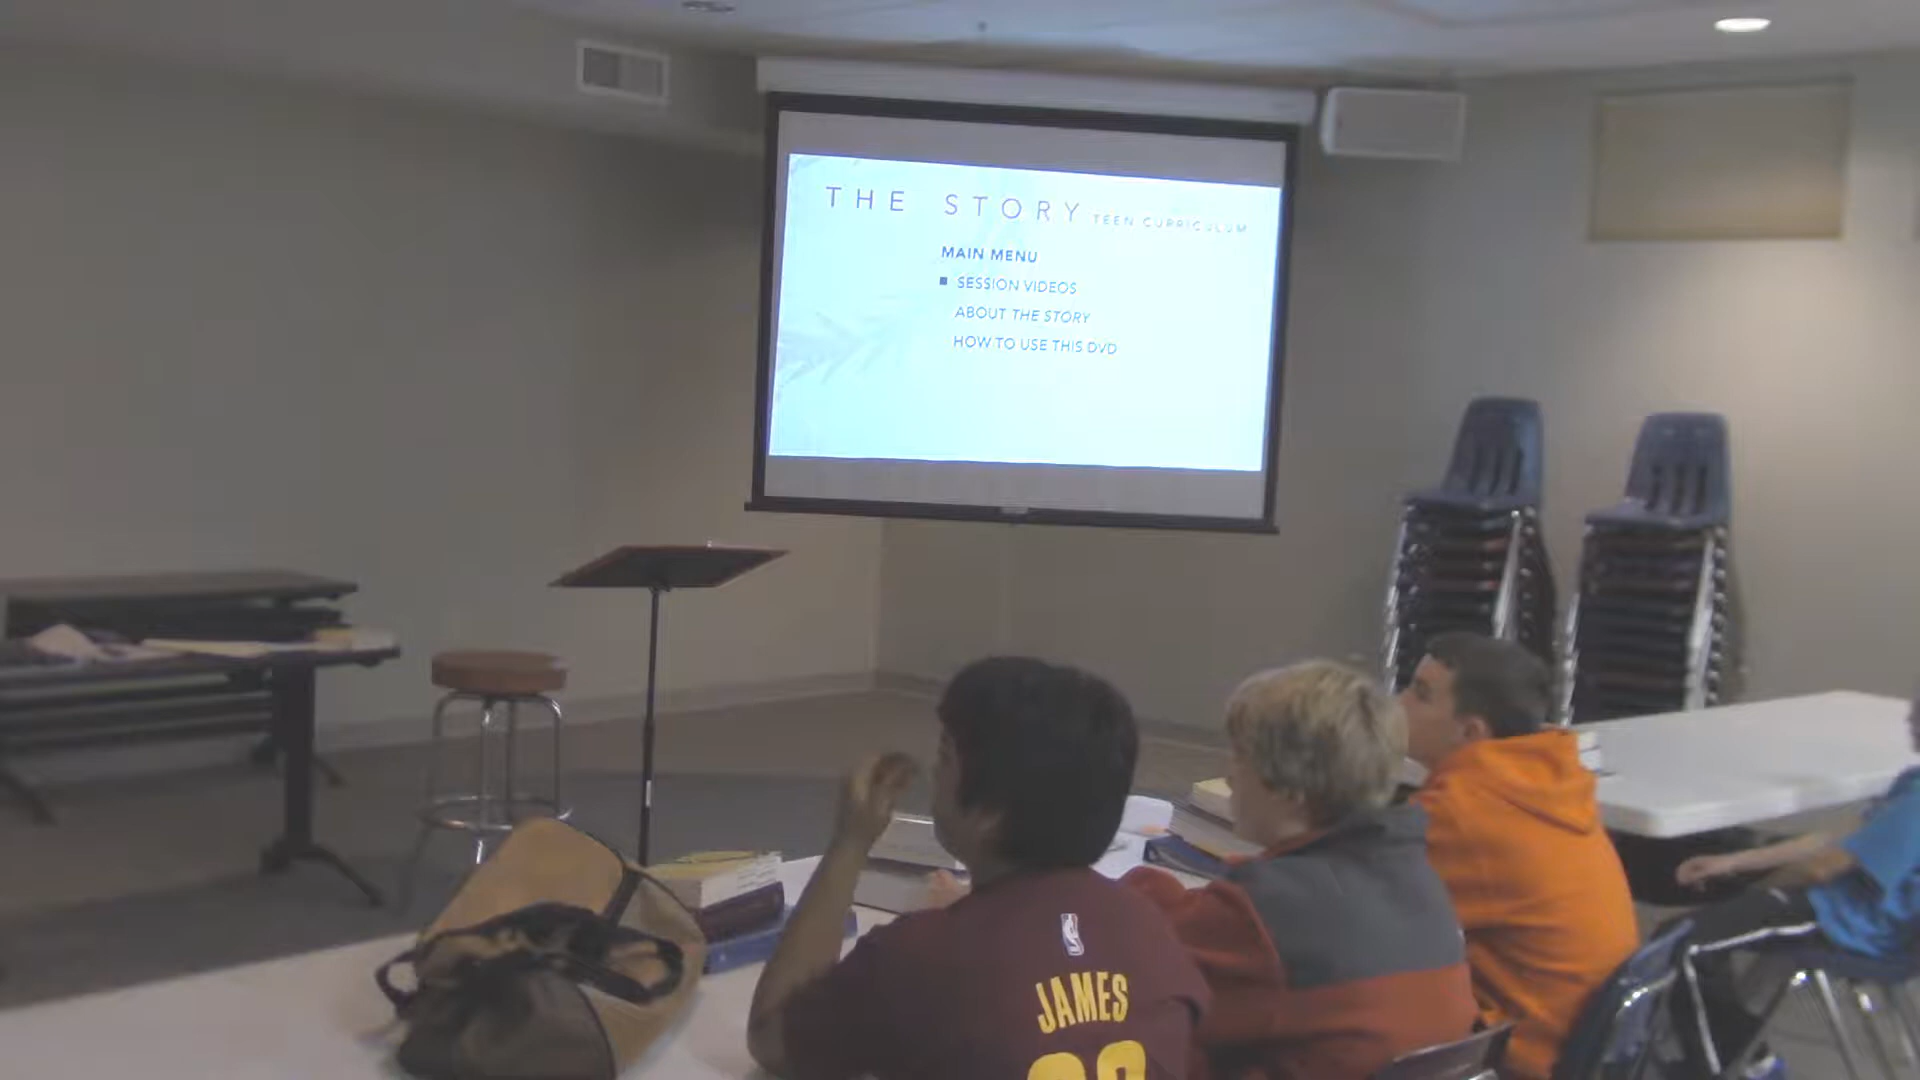 THE STORY TEEN CURRICULUM
MAIN MENU
SESSION VIDEOS
ABOUT THE STORY
HOW TO USE THIS DVD
JAMES